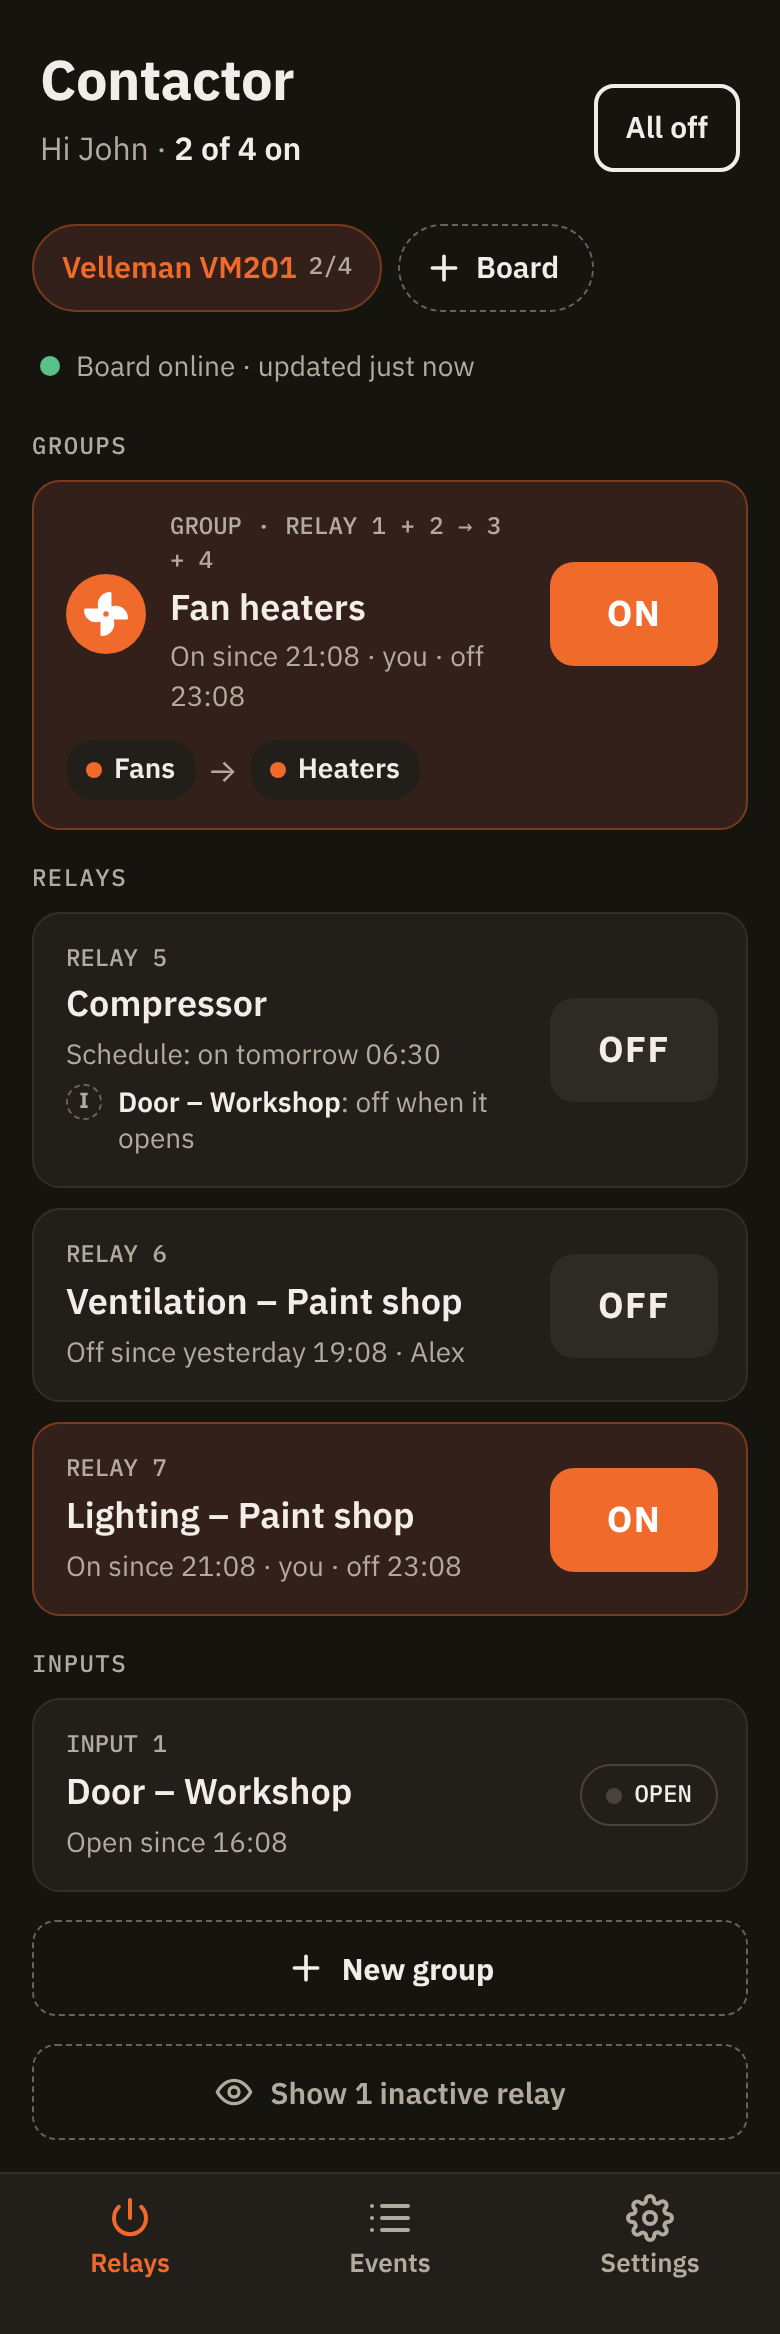 Contactor
Hi John · 2 of 4 on
All off
Velleman VM201 2/4
+ Board
Board online · updated just now
GROUPS
GROUP · RELAY 1 + 2 → 3
+ 4
Fan heaters
On since 21:08 · you · off
23:08
ON
Fans → Heaters
RELAYS
RELAY 5
Compressor
Schedule: on tomorrow 06:30
I Door – Workshop: off when it
opens
OFF
RELAY 6
Ventilation – Paint shop
Off since yesterday 19:08 · Alex
OFF
RELAY 7
Lighting – Paint shop
On since 21:08 · you · off 23:08
ON
INPUTS
INPUT 1
Door – Workshop
Open since 16:08
OPEN
+ New group
Show 1 inactive relay
Relays
Events
Settings